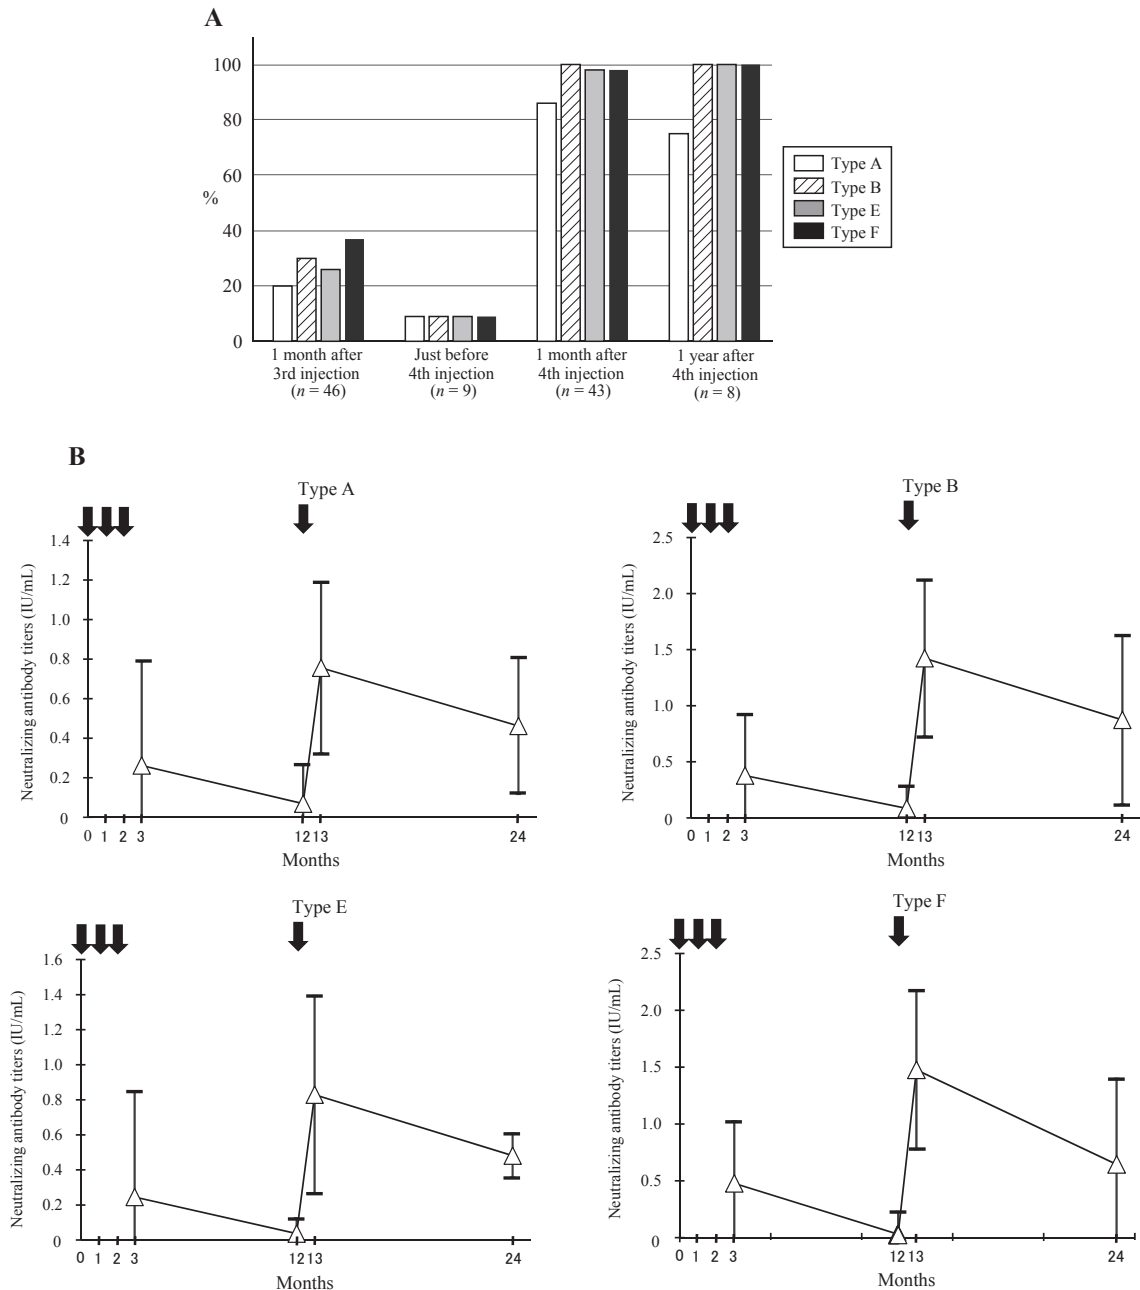 A
100
80
60
%
40
20
0
1 month after
3rd injection
(n = 46)
Just before
4th injection
(n = 9)
1 month after
4th injection
(n = 43)
1 year after
4th injection
(n = 8)
Type A
Type B
Type E
Type F
B
Type A
Neutralizing antibody titers (IU/mL)
1.4
1.2
1.0
0.8
0.6
0.4
0.2
0
0 1 2 3 12 13 24
Months
Type B
Neutralizing antibody titers (IU/mL)
2.5
2.0
1.5
1.0
0.5
0
0 1 2 3 12 13 24
Months
Type E
Neutralizing antibody titers (IU/mL)
1.6
1.4
1.2
1.0
0.8
0.6
0.4
0.2
0
0 1 2 3 12 13 24
Months
Type F
Neutralizing antibody titers (IU/mL)
2.5
2.0
1.5
1.0
0.5
0
0 1 2 3 12 13 24
Months